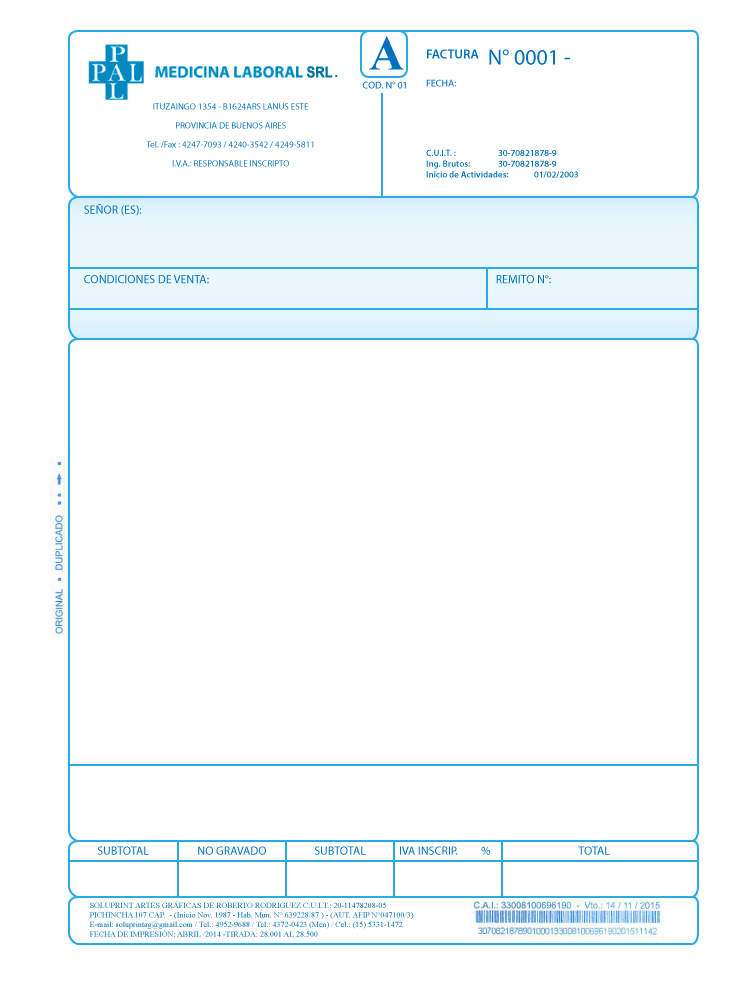 P
PAL
L
MEDICINA LABORAL SRL.
ITUZAINGO 1354 - B1624ARS LANUS ESTE
PROVINCIA DE BUENOS AIRES
Tel. /Fax : 4247-7093 / 4240-3542 / 4249-5811
I.V.A.: RESPONSABLE INSCRIPTO
A
COD. N° 01
FACTURA N° 0001 -
FECHA:
C.U.I.T. : 30-70821878-9
Ing. Brutos: 30-70821878-9
Inicio de Actividades: 01/02/2003
SEÑOR (ES):
CONDICIONES DE VENTA:
REMITO N°:
ORIGINAL ▪ DUPLICADO
SUBTOTAL NO GRAVADO SUBTOTAL IVA INSCRIP. % TOTAL
SOLUPRINT ARTES GRÁFICAS DE ROBERTO RODRIGUEZ C.U.I.T.: 20-11478208-05
PICHINCHA 107 CAP. - (Inicio Nov. 1987 - Hab. Mun. N° 639228/87 ) - (AUT. AFIP N°047100/3)
E-mail: soluprintag@gmail.com / Tel.: 4952-9688 / Tel.: 4372-0423 (Men) / Cel.: (15) 5331-1472
FECHA DE IMPRESIÓN: ABRIL /2014 -TIRADA: 28.001 AL 28.500
C.A.I.: 33008100696190 - Vto.: 14 / 11 / 2015
307082187890100013300810069619020151114​2